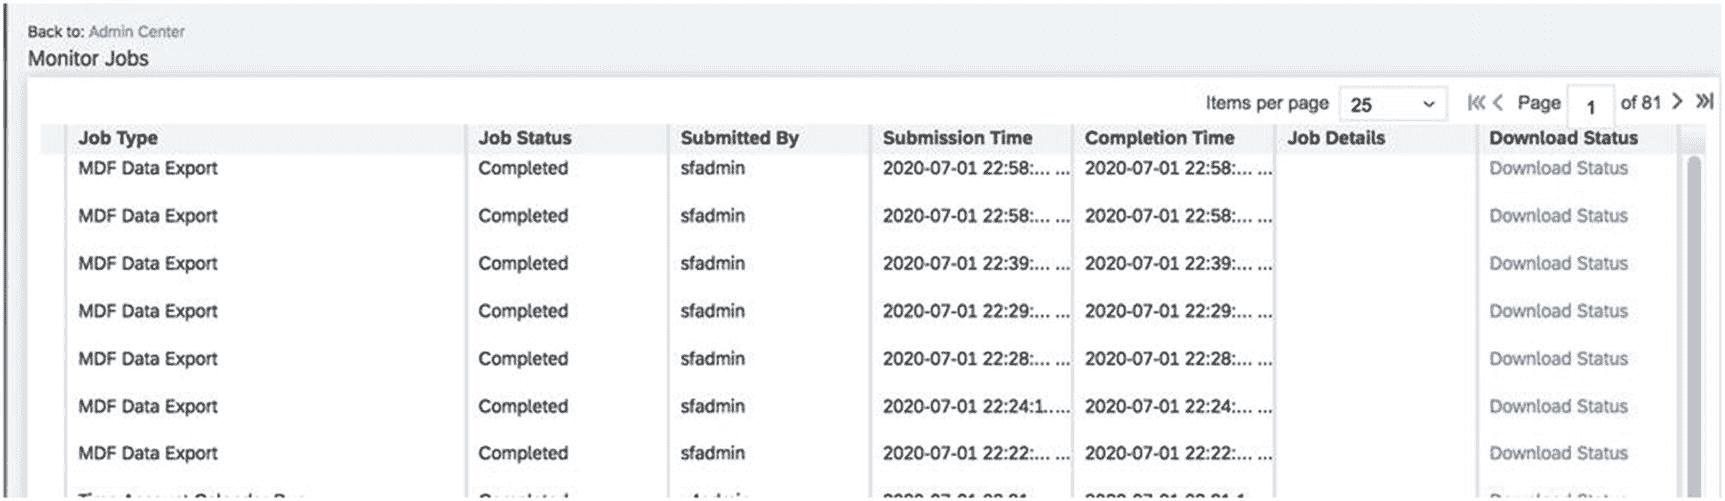 Back to: Admin Center
Monitor Jobs
Items per page 25 Page 1 of 81
Job Type Job Status Submitted By Submission Time Completion Time Job Details Download Status
MDF Data Export Completed sfadmin 2020-07-01 22:58:... ... 2020-07-01 22:58:... ... Download Status
MDF Data Export Completed sfadmin 2020-07-01 22:58:... ... 2020-07-01 22:58:... ... Download Status
MDF Data Export Completed sfadmin 2020-07-01 22:39:... ... 2020-07-01 22:39:... ... Download Status
MDF Data Export Completed sfadmin 2020-07-01 22:29:... ... 2020-07-01 22:29:... ... Download Status
MDF Data Export Completed sfadmin 2020-07-01 22:28:... ... 2020-07-01 22:28:... ... Download Status
MDF Data Export Completed sfadmin 2020-07-01 22:24:1... ... 2020-07-01 22:24:... ... Download Status
MDF Data Export Completed sfadmin 2020-07-01 22:22:... ... 2020-07-01 22:22:... ... Download Status